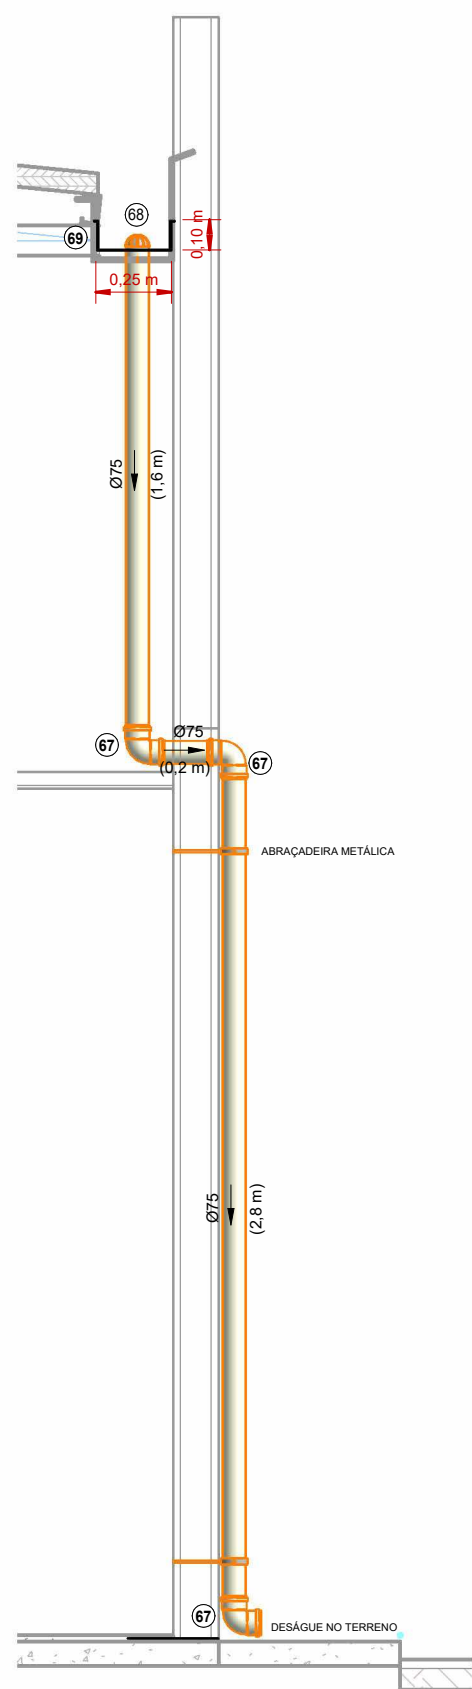 68
69
0,10 m
0,25 m
Ø75
(1,6 m)
Ø75
67
(0,2 m)
67
ABRAÇADEIRA METÁLICA
Ø75
(2,8 m)
67
DESÁGUE NO TERRENO